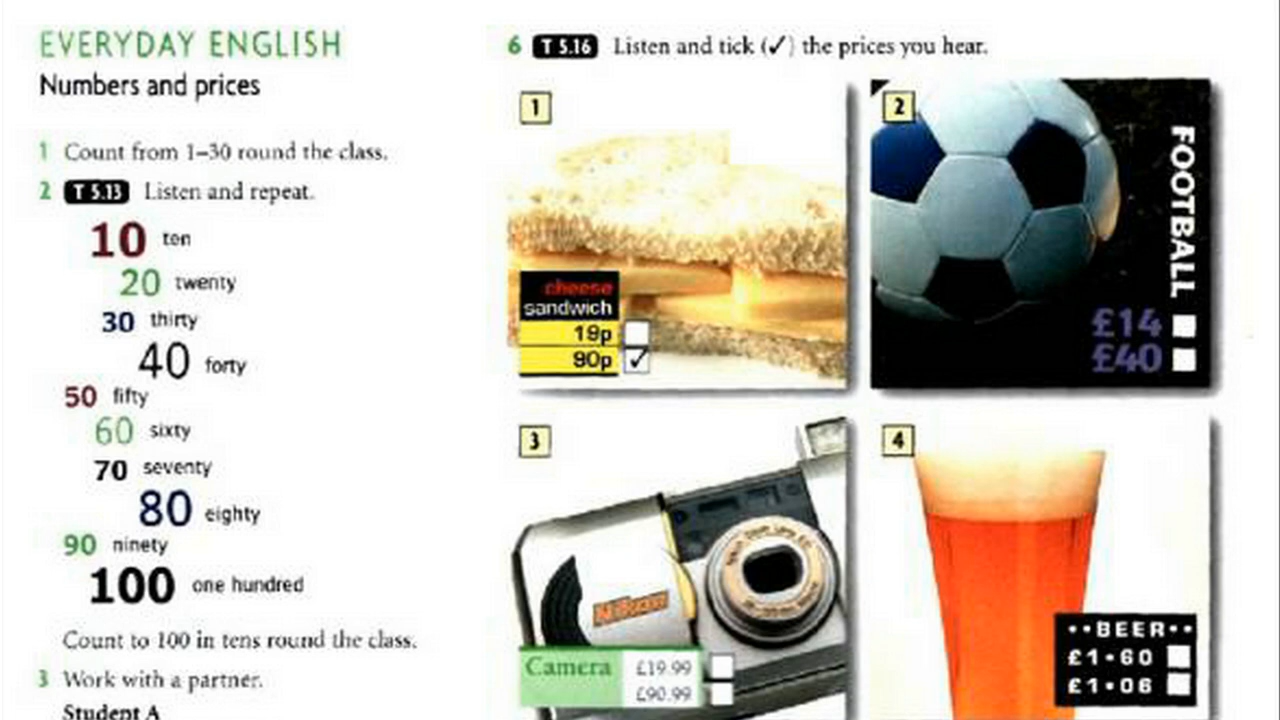 EVERYDAY ENGLISH
Numbers and prices
1 Count from 1–30 round the class.
2 T 5.13 Listen and repeat.
10 ten
20 twenty
30 thirty
40 forty
50 fifty
60 sixty
70 seventy
80 eighty
90 ninety
100 one hundred
Count to 100 in tens round the class.
3 Work with a partner.
Student A
6 T 5.16 Listen and tick (✓) the prices you hear.
1
cheese
sandwich
19p
90p ✓
2
FOOTBALL
£14
£40
3
Nikon
Camera £19.99
£90.99
4
••BEER••
£1•60
£1•06